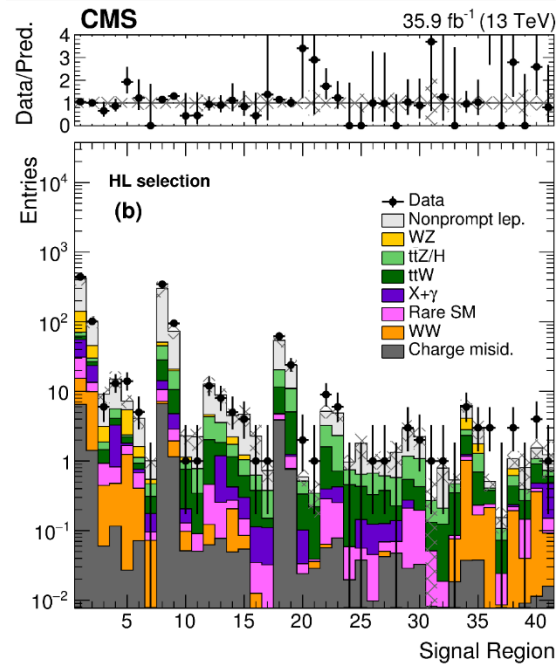 CMS 35.9 fb⁻¹ (13 TeV)
Data/Pred.
4
3
2
1
0
Entries
10⁴
10³
10²
10
1
10⁻¹
10⁻²
HL selection
(b)
Data
Nonprompt lep.
WZ
ttZ/H
ttW
X+γ
Rare SM
WW
Charge misid.
5 10 15 20 25 30 35 40
Signal Region